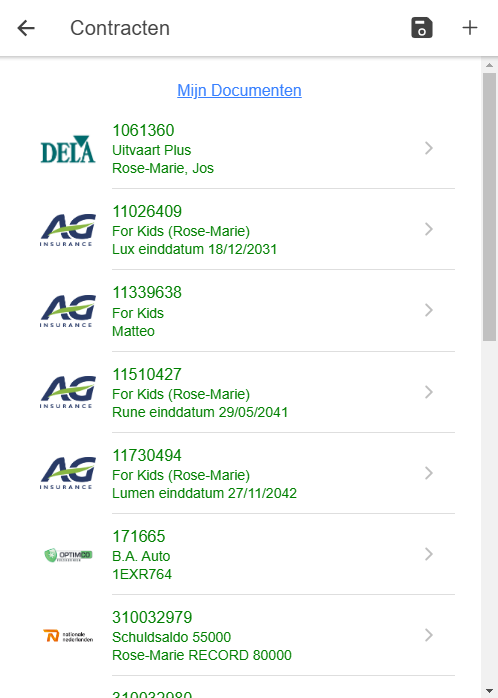 Contracten
Mijn Documenten
DELA
1061360
Uitvaart Plus
Rose-Marie, Jos
AG
INSURANCE
11026409
For Kids (Rose-Marie)
Lux einddatum 18/12/2031
AG
INSURANCE
11339638
For Kids
Matteo
AG
INSURANCE
11510427
For Kids (Rose-Marie)
Rune einddatum 29/05/2041
AG
INSURANCE
11730494
For Kids (Rose-Marie)
Lumen einddatum 27/11/2042
OPTIMCO
171665
B.A. Auto
1EXR764
nationale
nederlanden
310032979
Schuldsaldo 55000
Rose-Marie RECORD 80000
310032980